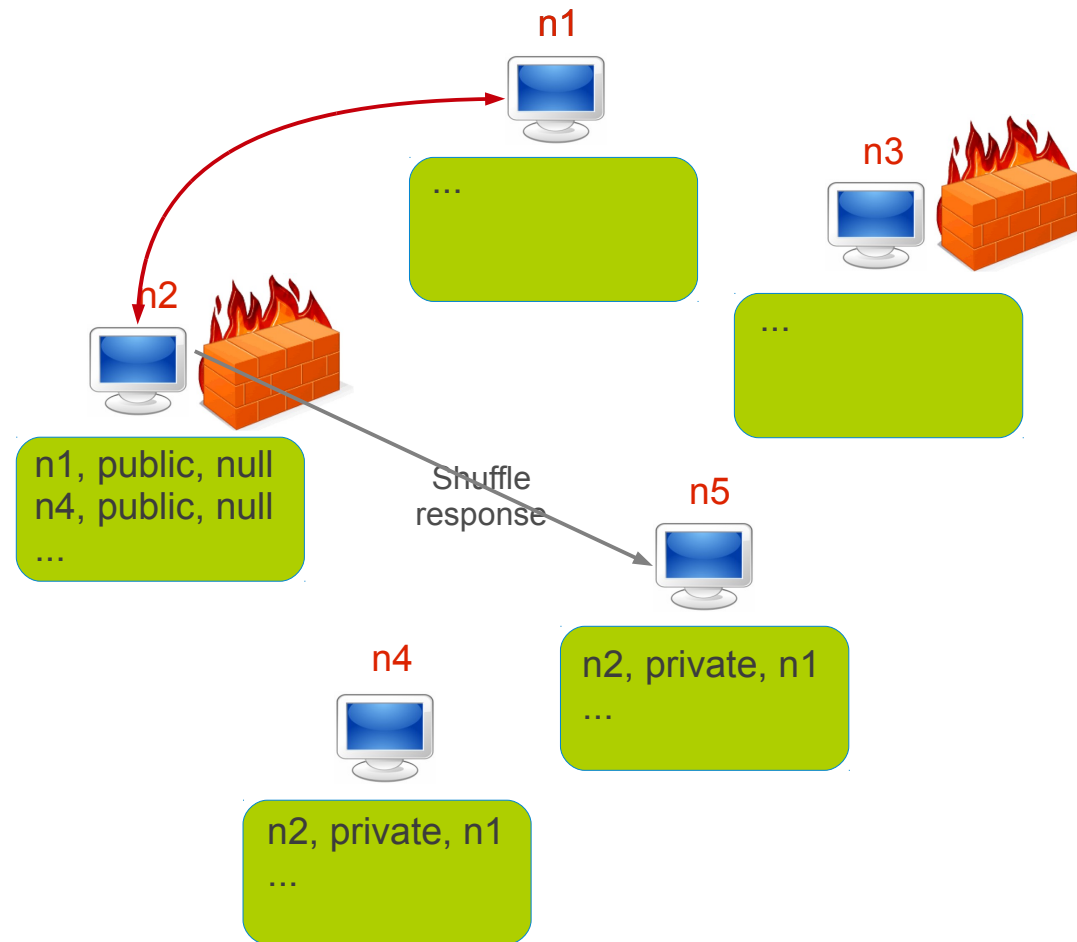 n1
...
n3
...
n2
n1, public, null
n4, public, null
...
Shuffle
response
n5
n2, private, n1
...
n4
n2, private, n1
...